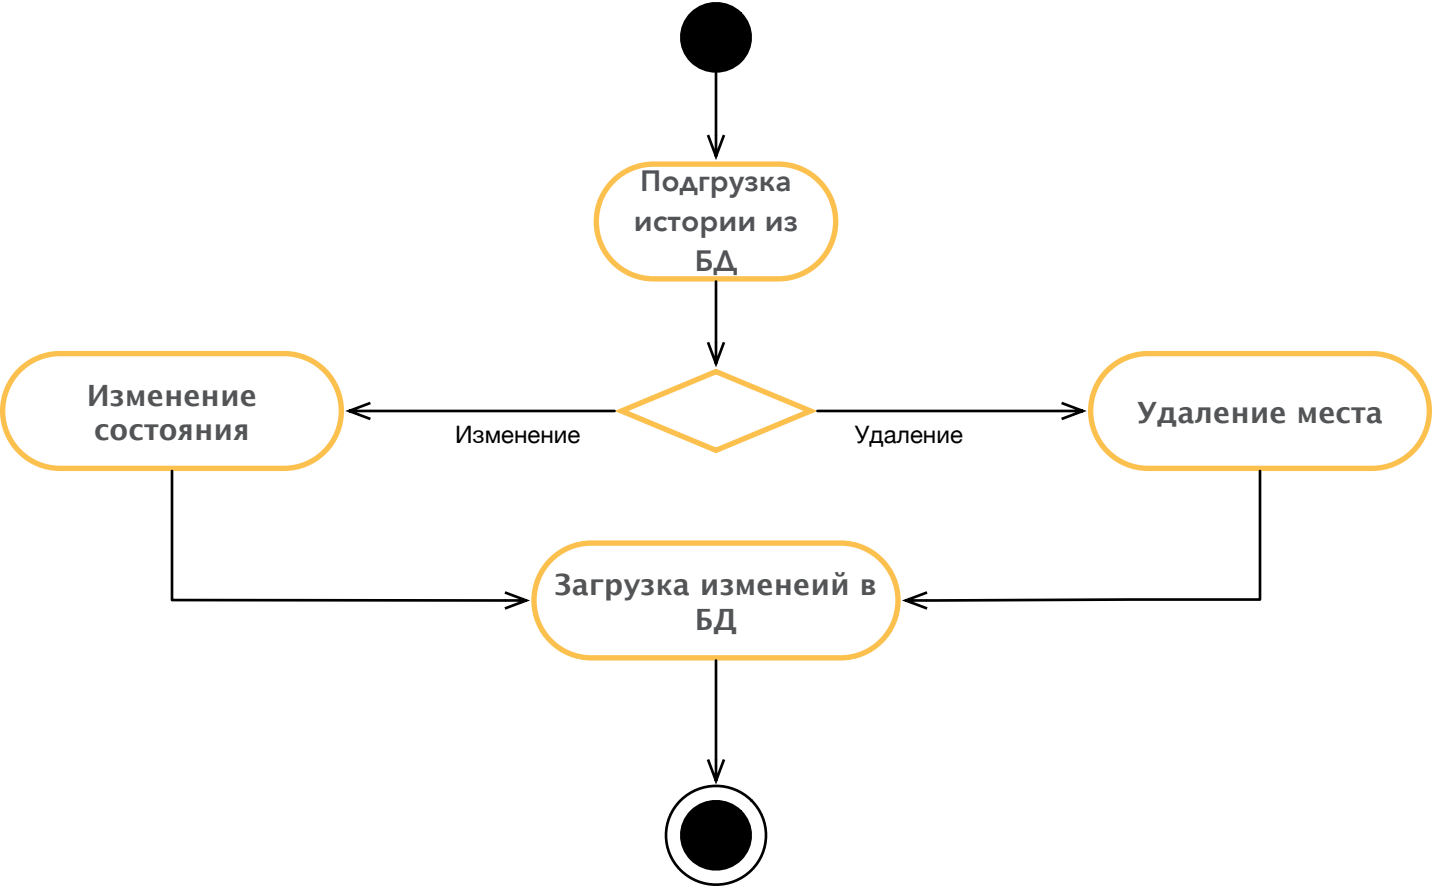 Подгрузка
истории из
БД
Изменение
состояния
Изменение
Удаление
Удаление места
Загрузка изменеий в
БД